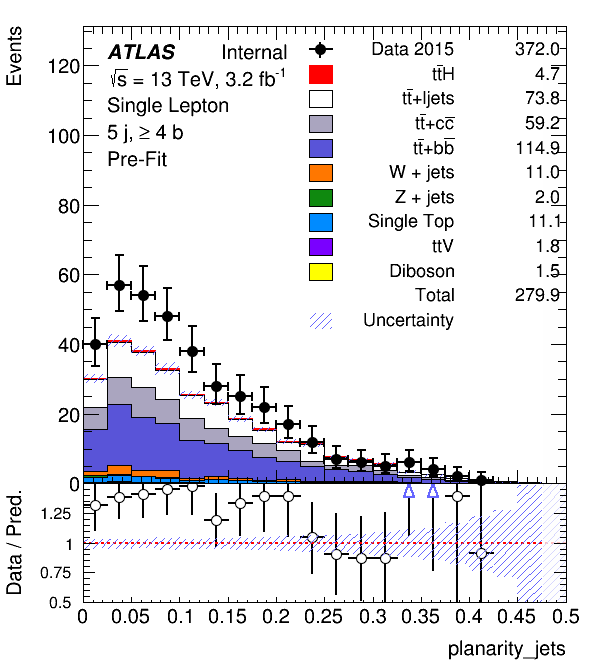 Events
ATLAS Internal
√s = 13 TeV, 3.2 fb⁻¹
Single Lepton
5 j, ≥ 4 b
Pre-Fit
Data 2015 372.0
tt̄H 4.7
tt̄+ljets 73.8
tt̄+cc̄ 59.2
tt̄+bb̄ 114.9
W + jets 11.0
Z + jets 2.0
Single Top 11.1
ttV 1.8
Diboson 1.5
Total 279.9
Uncertainty
120
100
80
60
40
20
0
Data / Pred.
1.25
1
0.75
0.5
0 0.05 0.1 0.15 0.2 0.25 0.3 0.35 0.4 0.45 0.5
planarity_jets